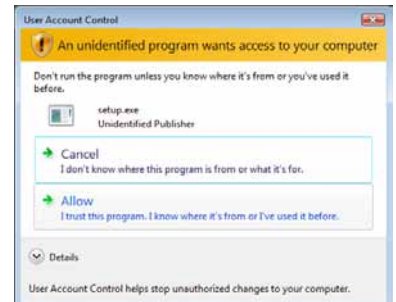 User Account Control
An unidentified program wants access to your computer
Don't run the program unless you know where it's from or you've used it
before.
setup.exe
Unidentified Publisher
Cancel
I don't know where this program is from or what it's for.
Allow
I trust this program. I know where it's from or I've used it before.
Details
User Account Control helps stop unauthorized changes to your computer.